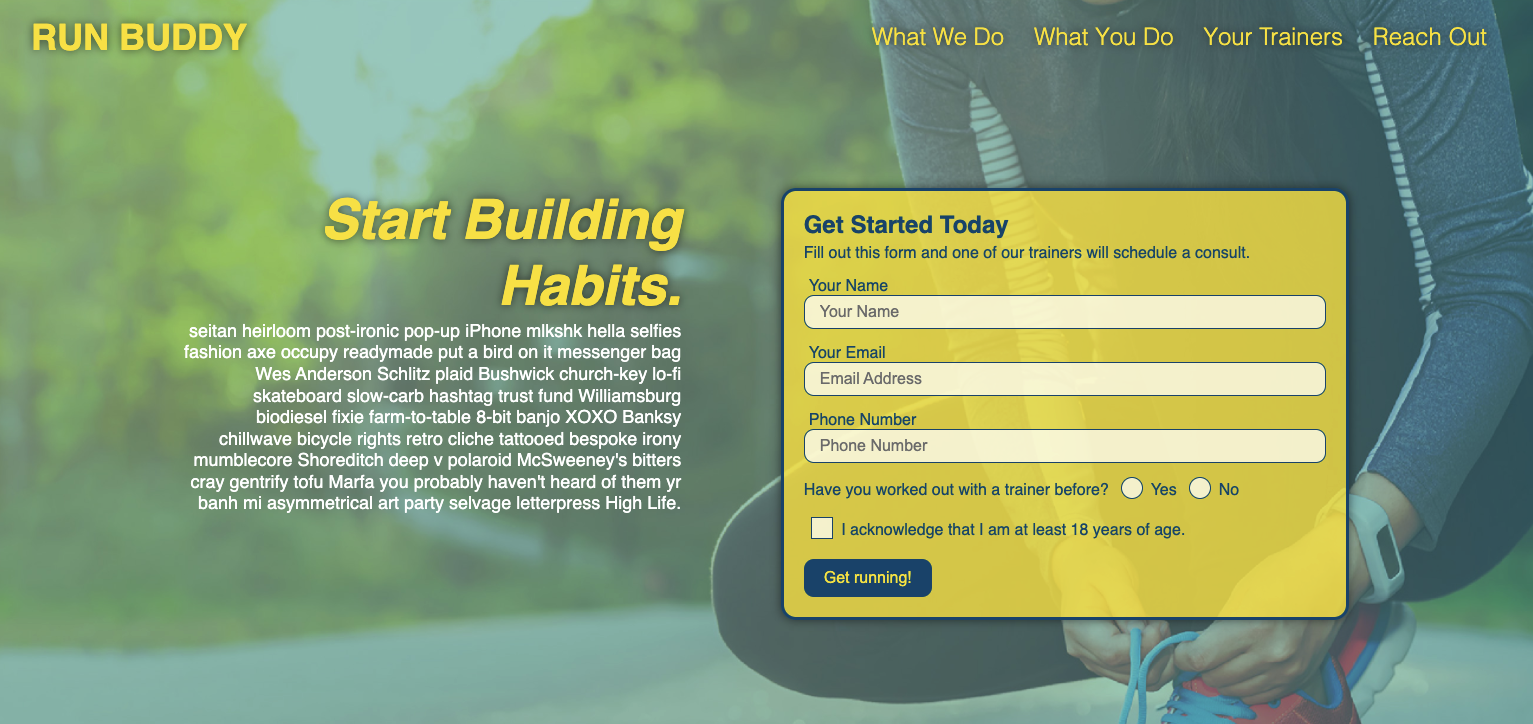 RUN BUDDY
What We Do What You Do Your Trainers Reach Out
Start Building
Habits.
seitan heirloom post-ironic pop-up iPhone mlkshk hella selfies
fashion axe occupy readymade put a bird on it messenger bag
Wes Anderson Schlitz plaid Bushwick church-key lo-fi
skateboard slow-carb hashtag trust fund Williamsburg
biodiesel fixie farm-to-table 8-bit banjo XOXO Banksy
chillwave bicycle rights retro cliche tattooed bespoke irony
mumblecore Shoreditch deep v polaroid McSweeney's bitters
cray gentrify tofu Marfa you probably haven't heard of them yr
banh mi asymmetrical art party selvage letterpress High Life.
Get Started Today
Fill out this form and one of our trainers will schedule a consult.
Your Name
Your Name
Your Email
Email Address
Phone Number
Phone Number
Have you worked out with a trainer before? Yes No
I acknowledge that I am at least 18 years of age.
Get running!